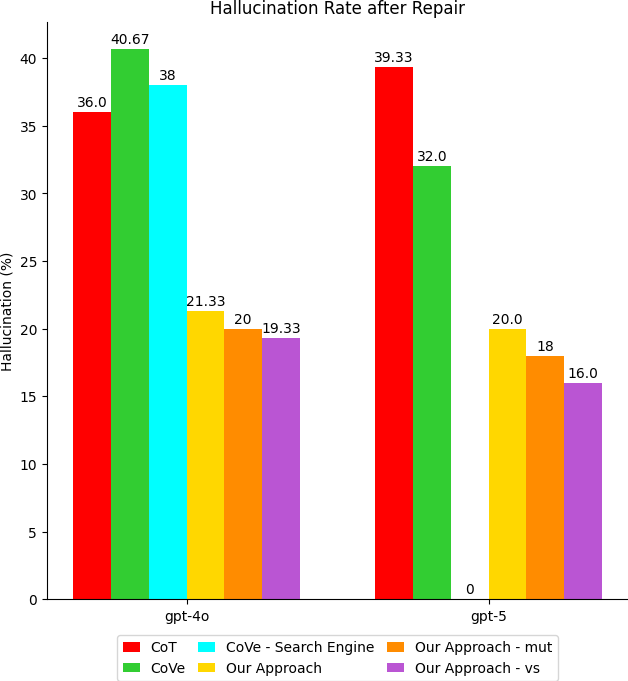 Hallucination Rate after Repair
Hallucination (%)
40
35
30
25
20
15
10
5
0
36.0
40.67
38
21.33
20
19.33
39.33
32.0
0
20.0
18
16.0
gpt-4o
gpt-5
CoT
CoVe
CoVe - Search Engine
Our Approach
Our Approach - mut
Our Approach - vs